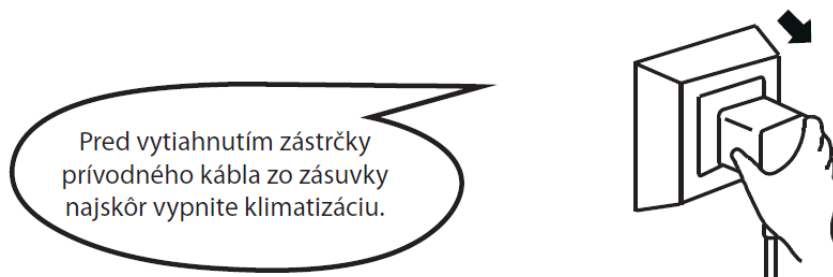 Pred vytiahnutím zástrčky
prívodného kábla zo zásuvky
najskôr vypnite klimatizáciu.